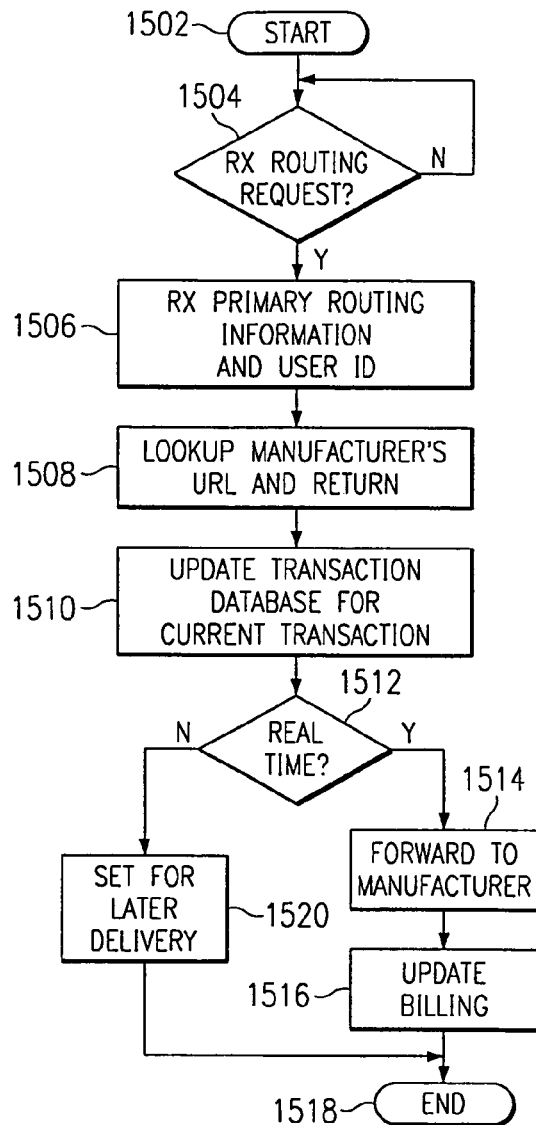 1502
START
1504
RX ROUTING
REQUEST?
N
Y
1506
RX PRIMARY ROUTING
INFORMATION
AND USER ID
1508
LOOKUP MANUFACTURER'S
URL AND RETURN
1510
UPDATE TRANSACTION
DATABASE FOR
CURRENT TRANSACTION
1512
N
REAL
TIME?
Y
1514
FORWARD TO
MANUFACTURER
SET FOR
LATER
DELIVERY
1520
1516
UPDATE
BILLING
1518
END